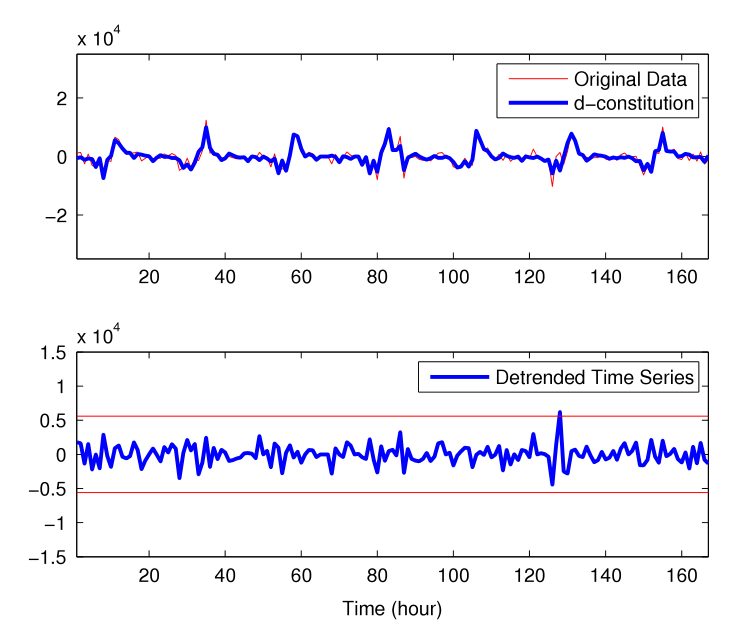 x 10^4
Original Data
d−constitution
2
0
−2
20 40 60 80 100 120 140 160
x 10^4
1.5
Detrended Time Series
1
0.5
0
−0.5
−1
−1.5
20 40 60 80 100 120 140 160
Time (hour)